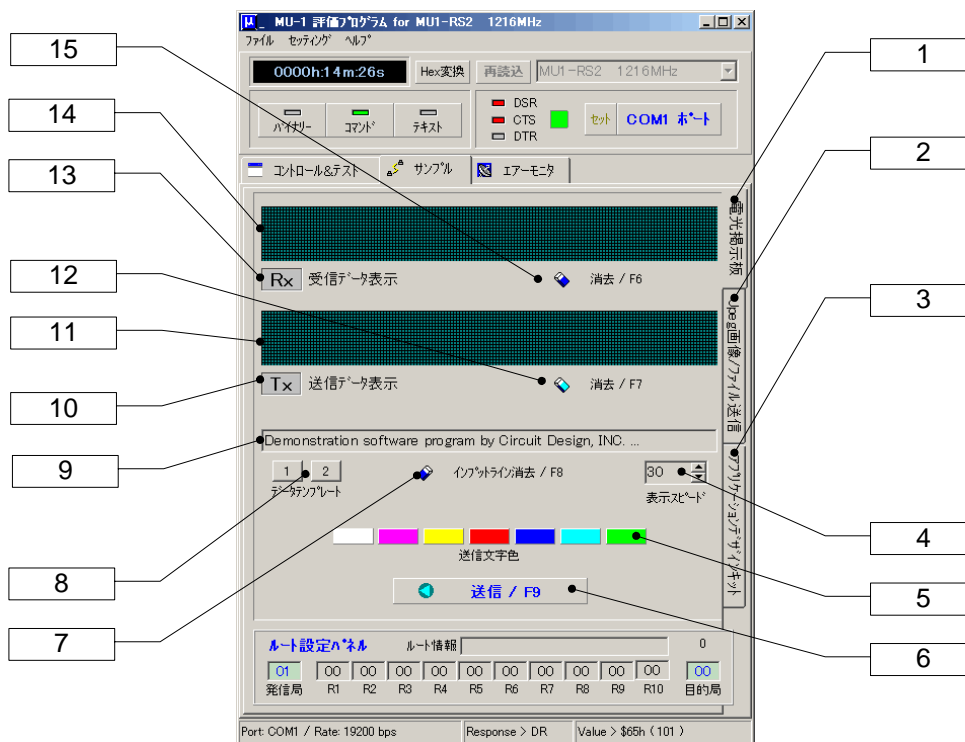 MU-1 評価ﾌﾟﾛｸﾞﾗﾑ for MU1-RS2 1216MHz
ﾌｧｲﾙ ｾｯﾃｨﾝｸﾞ ﾍﾙﾌﾟ
15
1
0000h:14m:26s Hex変換 再読込 MU1-RS2 1216MHz
14
ﾊﾞｲﾅﾘｰ ｺﾏﾝﾄﾞ ﾃｷｽﾄ
DSR
CTS
DTR
ｾｯﾄ COM1 ﾎﾟｰﾄ
2
13
ｺﾝﾄﾛｰﾙ&ﾃｽﾄ ｻﾝﾌﾟﾙ ｴｱｰﾓﾆﾀ
電光掲示板
12
Rx 受信ﾃﾞｰﾀ表示 消去 / F6
3
Jpeg画像/ﾌｧｲﾙ送信
11
Tx 送信ﾃﾞｰﾀ表示 消去 / F7
10
Demonstration software program by Circuit Design, INC. ...
9
ｱﾌﾟﾘｹｰｼｮﾝﾃﾞｻﾞｲﾝｷｯﾄ
1 2 ｲﾝﾌﾟｯﾄﾗｲﾝ消去 / F8 30
ﾃﾞｰﾀﾃﾝﾌﾟﾚｰﾄ 表示ｽﾋﾟｰﾄﾞ
4
送信文字色
8
5
送信 / F9
7
6
ﾙｰﾄ設定ﾊﾟﾈﾙ ﾙｰﾄ情報 0
01 00 00 00 00 00 00 00 00 00 00 00
発信局 R1 R2 R3 R4 R5 R6 R7 R8 R9 R10 目的局
Port: COM1 / Rate: 19200 bps Response > DR Value > $65h ( 101 )